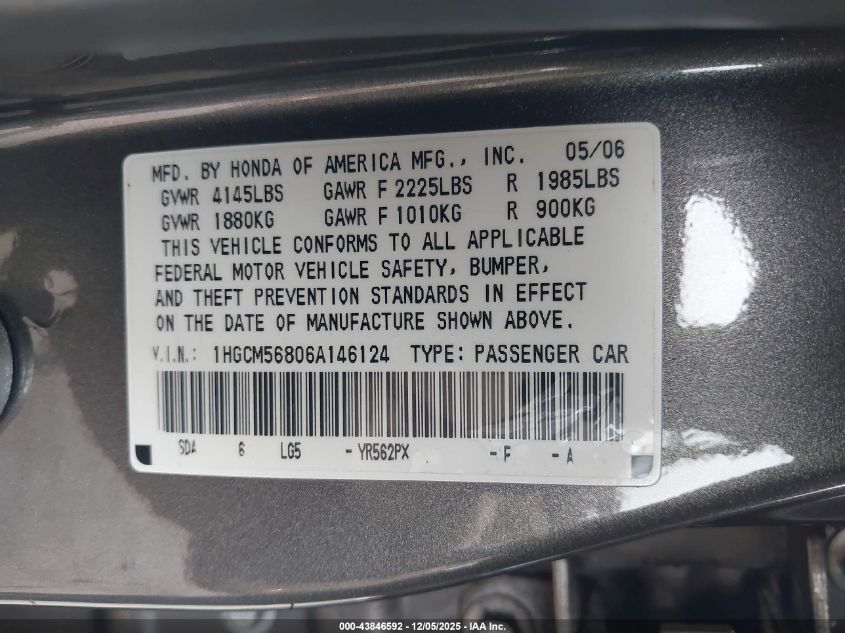 MFD. BY HONDA OF AMERICA MFG., INC. 05/06
GVWR 4145LBS GAWR F 2225LBS R 1985LBS
GVWR 1880KG GAWR F 1010KG R 900KG
THIS VEHICLE CONFORMS TO ALL APPLICABLE
FEDERAL MOTOR VEHICLE SAFETY, BUMPER,
AND THEFT PREVENTION STANDARDS IN EFFECT
ON THE DATE OF MANUFACTURE SHOWN ABOVE.
V.I.N.: 1HGCM56806A146124 TYPE: PASSENGER CAR
SDA 6 LG5 -YR562PX -F -A
000-43846592 - 12/05/2025 - IAA Inc.